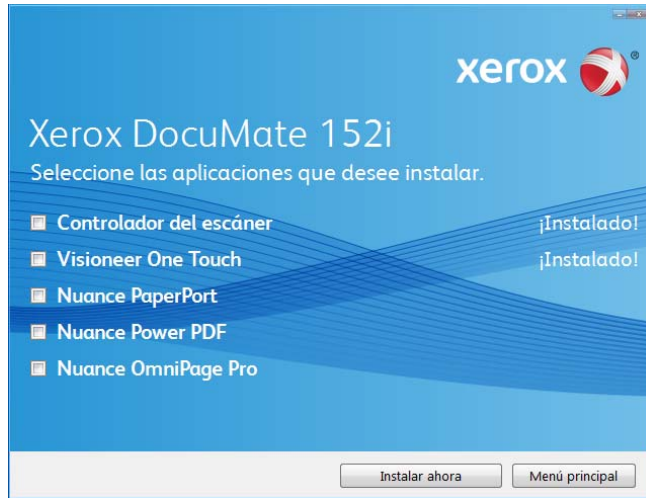 xerox ®
Xerox DocuMate 152i
Seleccione las aplicaciones que desee instalar.
Controlador del escáner ¡Instalado!
Visioneer One Touch ¡Instalado!
Nuance PaperPort
Nuance Power PDF
Nuance OmniPage Pro
Instalar ahora Menú principal